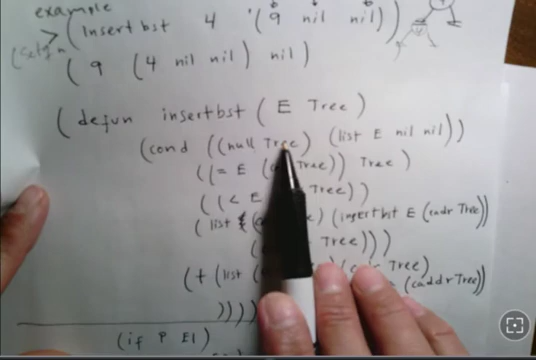 example
> (Insert bst 4 '(9 nil nil))
(setq n
( 9 (4 nil nil) nil)
(defun insertbst ( E Tree)
(cond ((null Tree) (list E nil nil))
((= E Tree)) Tree)
((< E Tree))
( list ) (insertbst E (cadr Tree))
Tree)))
(t (list Tree)
(caddr Tree))
))))
(if P E1)